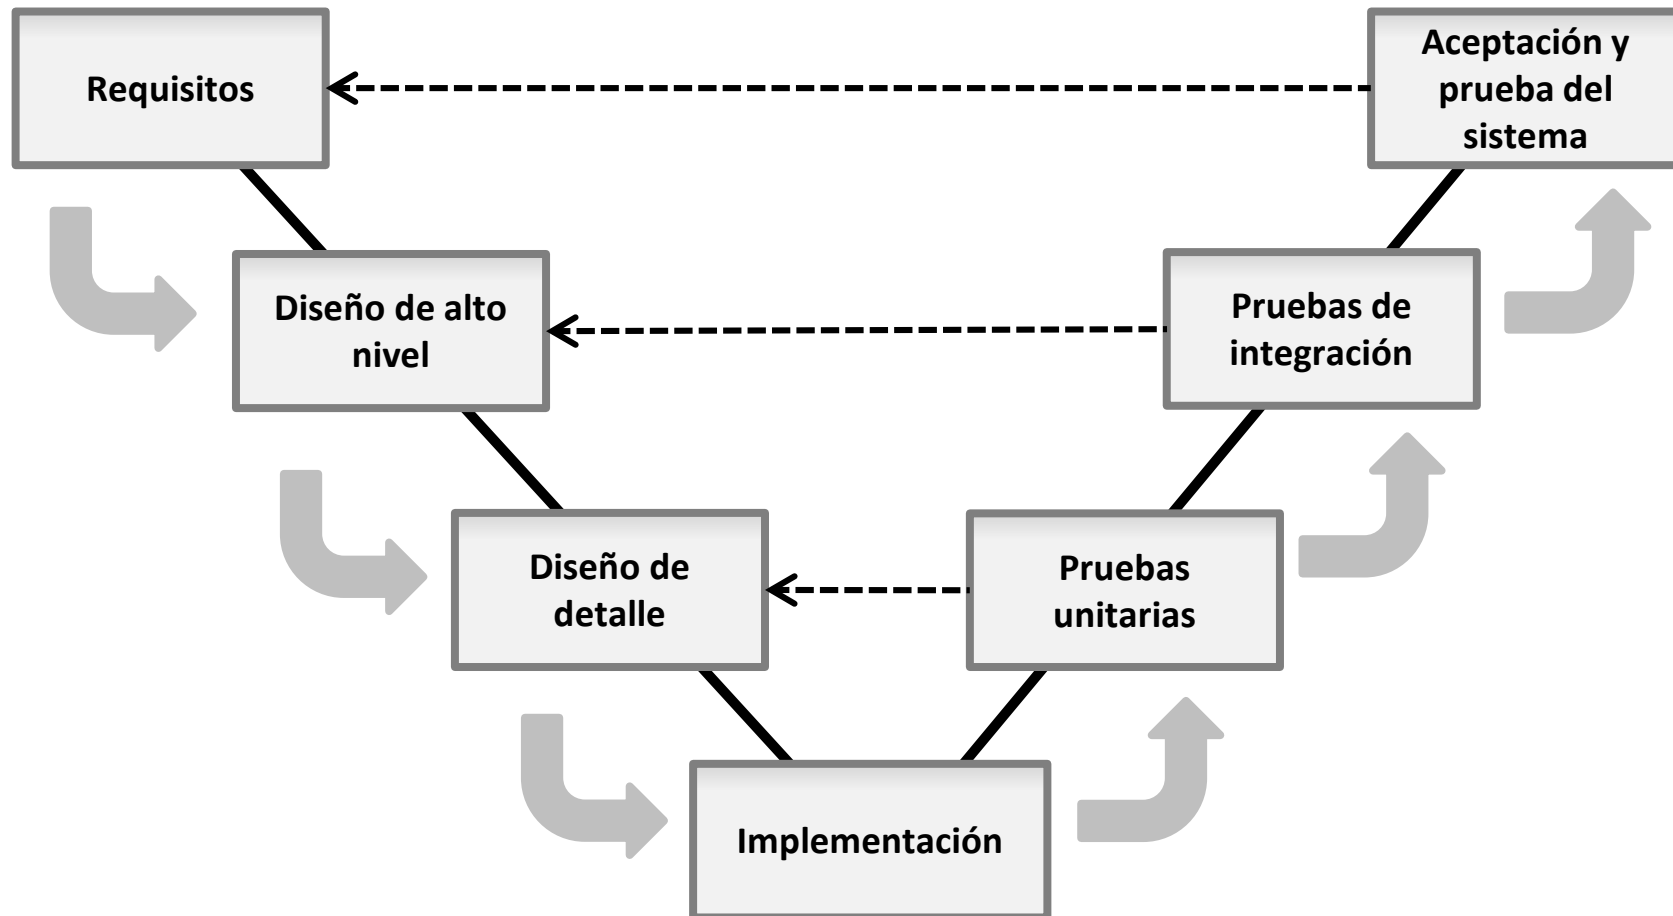 Requisitos
Aceptación y
prueba del
sistema
Diseño de alto
nivel
Pruebas de
integración
Diseño de
detalle
Pruebas
unitarias
Implementación